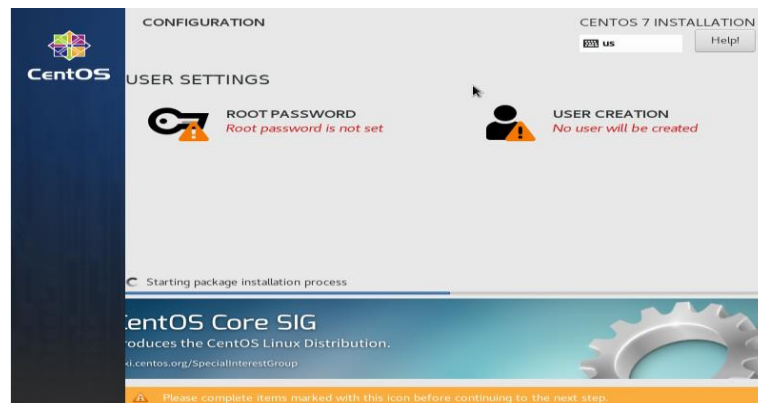 CONFIGURATION
CENTOS 7 INSTALLATION
us
Help!
CentOS
USER SETTINGS
ROOT PASSWORD
Root password is not set
USER CREATION
No user will be created
Starting package installation process
entOS Core SIG
roduces the CentOS Linux Distribution.
ki.centos.org/SpecialInterestGroup
Please complete items marked with this icon before continuing to the next step.